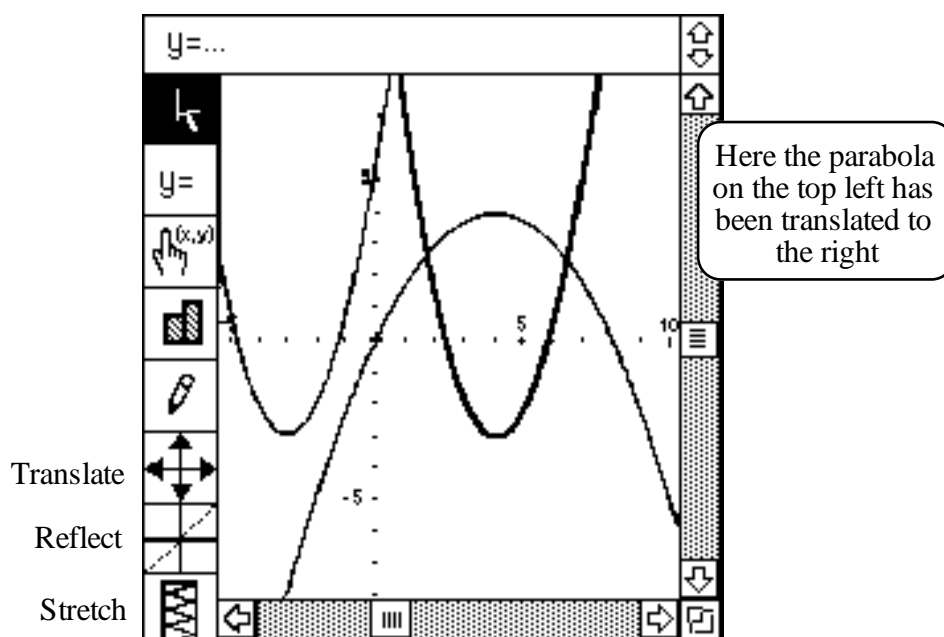 y=...
y=
(x,y)
5
5
10
-5
Here the parabola
on the top left has
been translated to
the right
Translate
Reflect
Stretch